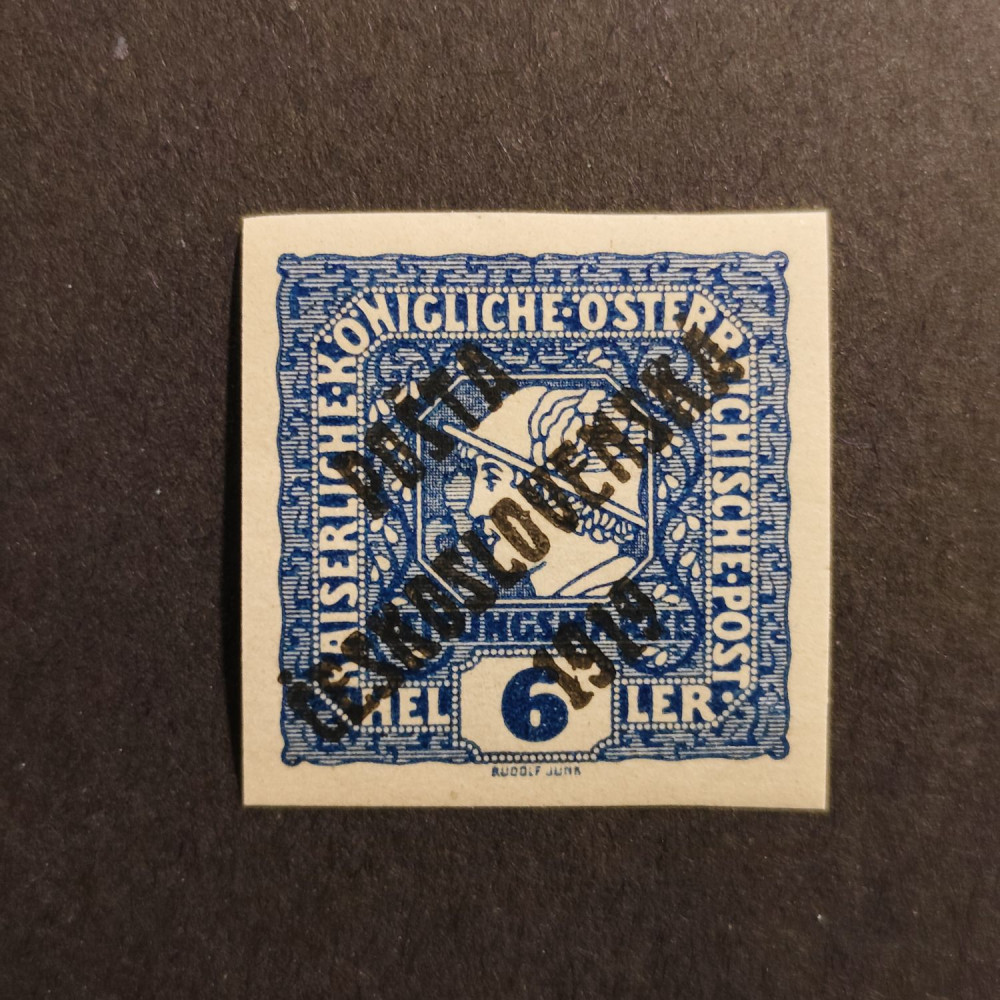 KAISERLICHE·KÖNIGLICHE·ÖSTERREICHISCHE·POST·
POŠTA
ČESKOSLOVENSKÁ
1919
HEL 6 LER
RUDOLF JUNK